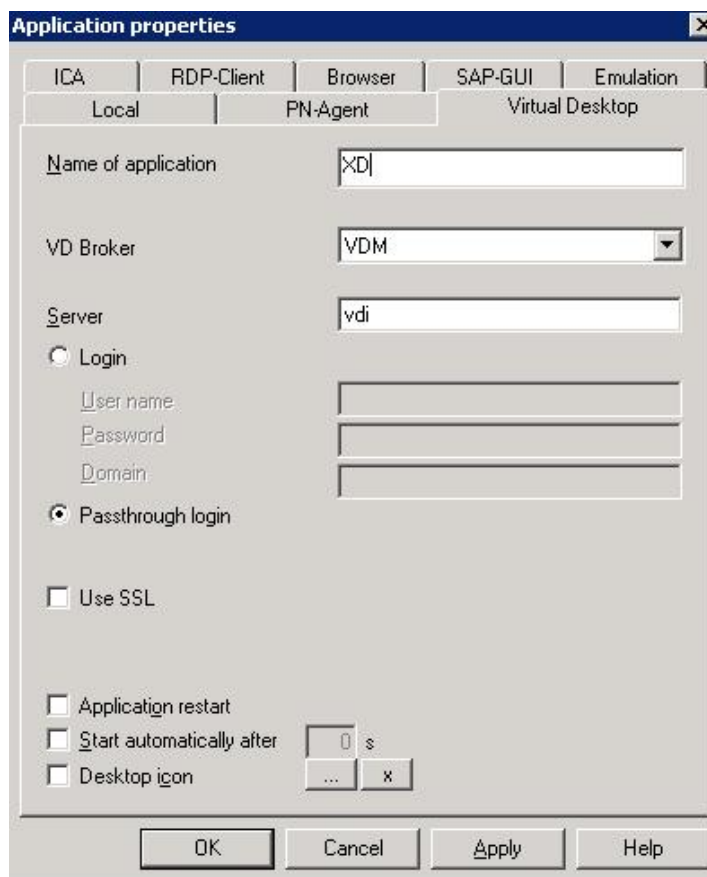 Application properties
ICA RDP-Client Browser SAP-GUI Emulation
Local PN-Agent Virtual Desktop
Name of application XD
VD Broker VDM
Server vdi
Login
User name
Password
Domain
Passthrough login
Use SSL
Application restart
Start automatically after 0 s
Desktop icon ... x
OK Cancel Apply Help